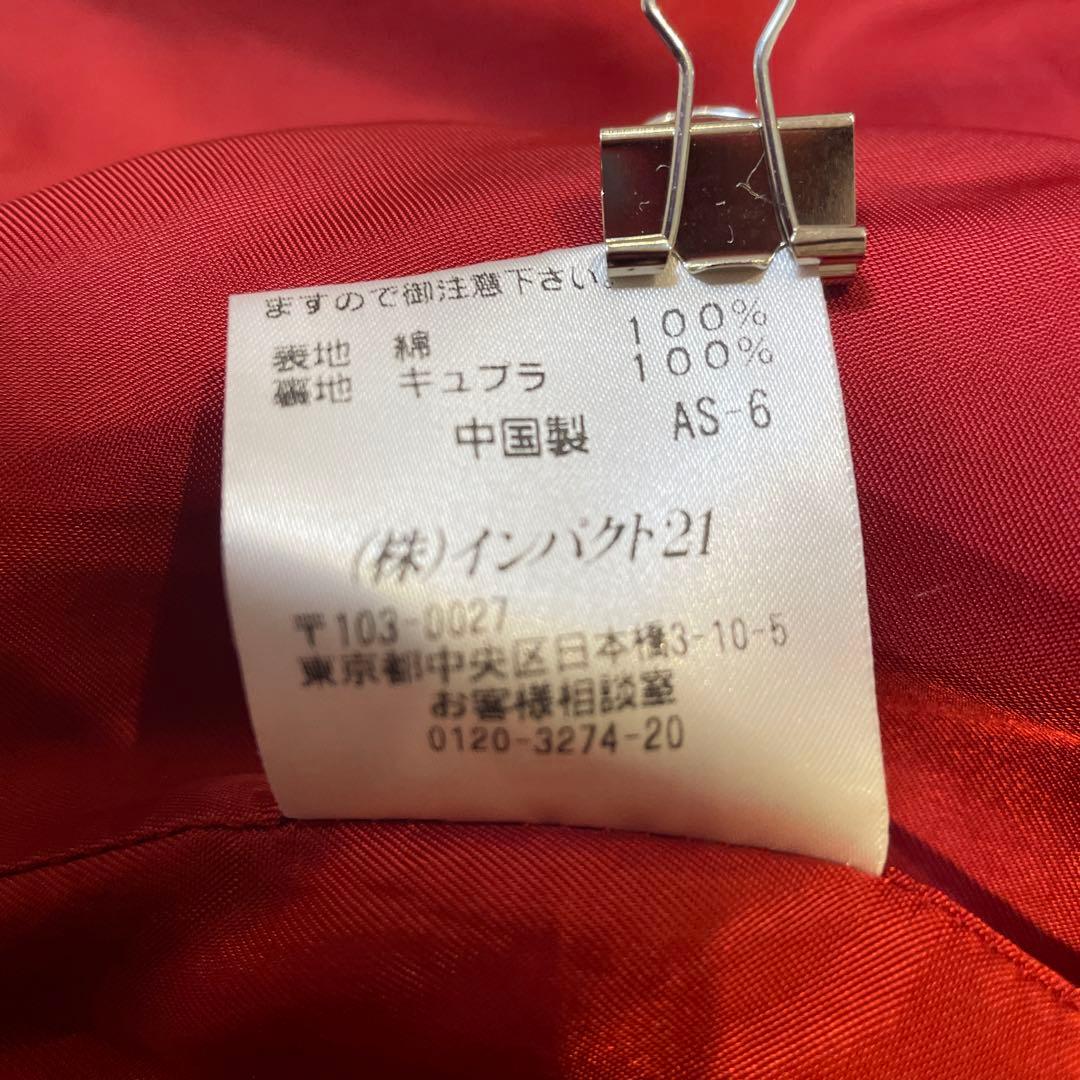 ますので御注意下さい。
表地 綿 100%
裏地 キュプラ 100%
中国製 AS-6
(株)インパクト21
〒103-0027
東京都中央区日本橋3-10-5
お客様相談室
0120-3274-20